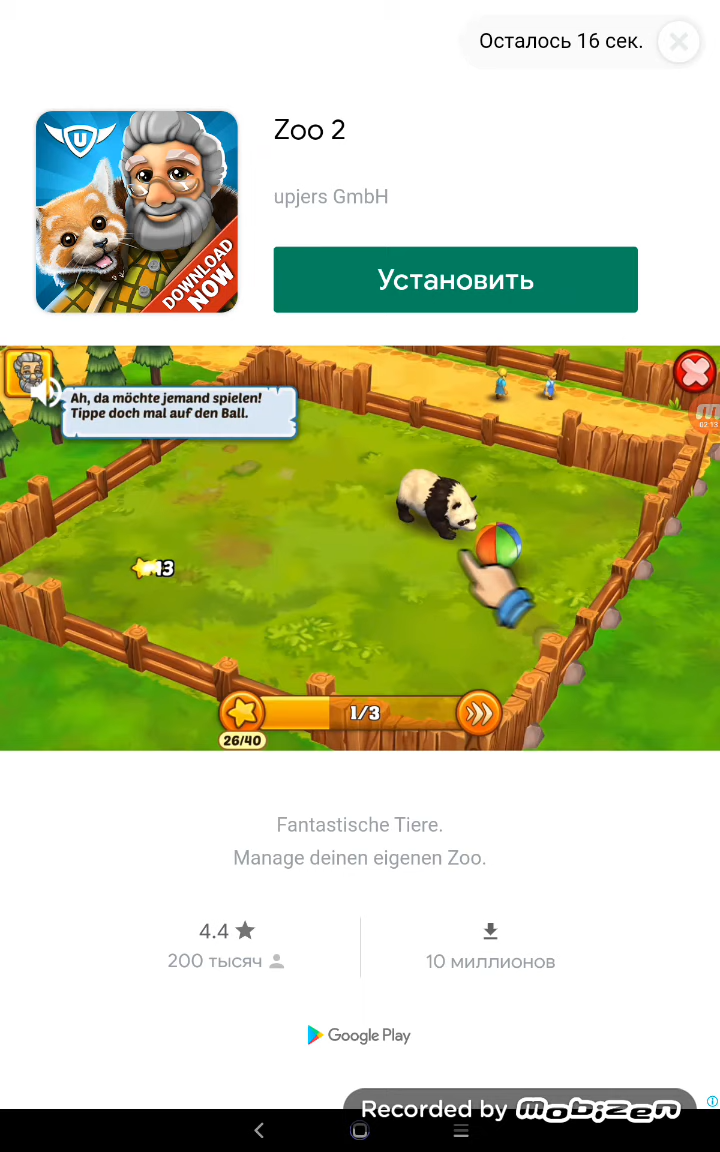 Осталось 16 сек.
Zoo 2
upjers GmbH
U
DOWNLOAD
NOW
Установить
Ah, da möchte jemand spielen!
Tippe doch mal auf den Ball.
02:13
13
1/3
26/40
Fantastische Tiere.
Manage deinen eigenen Zoo.
4.4
200 тысяч
10 миллионов
Google Play
Recorded by mobizen